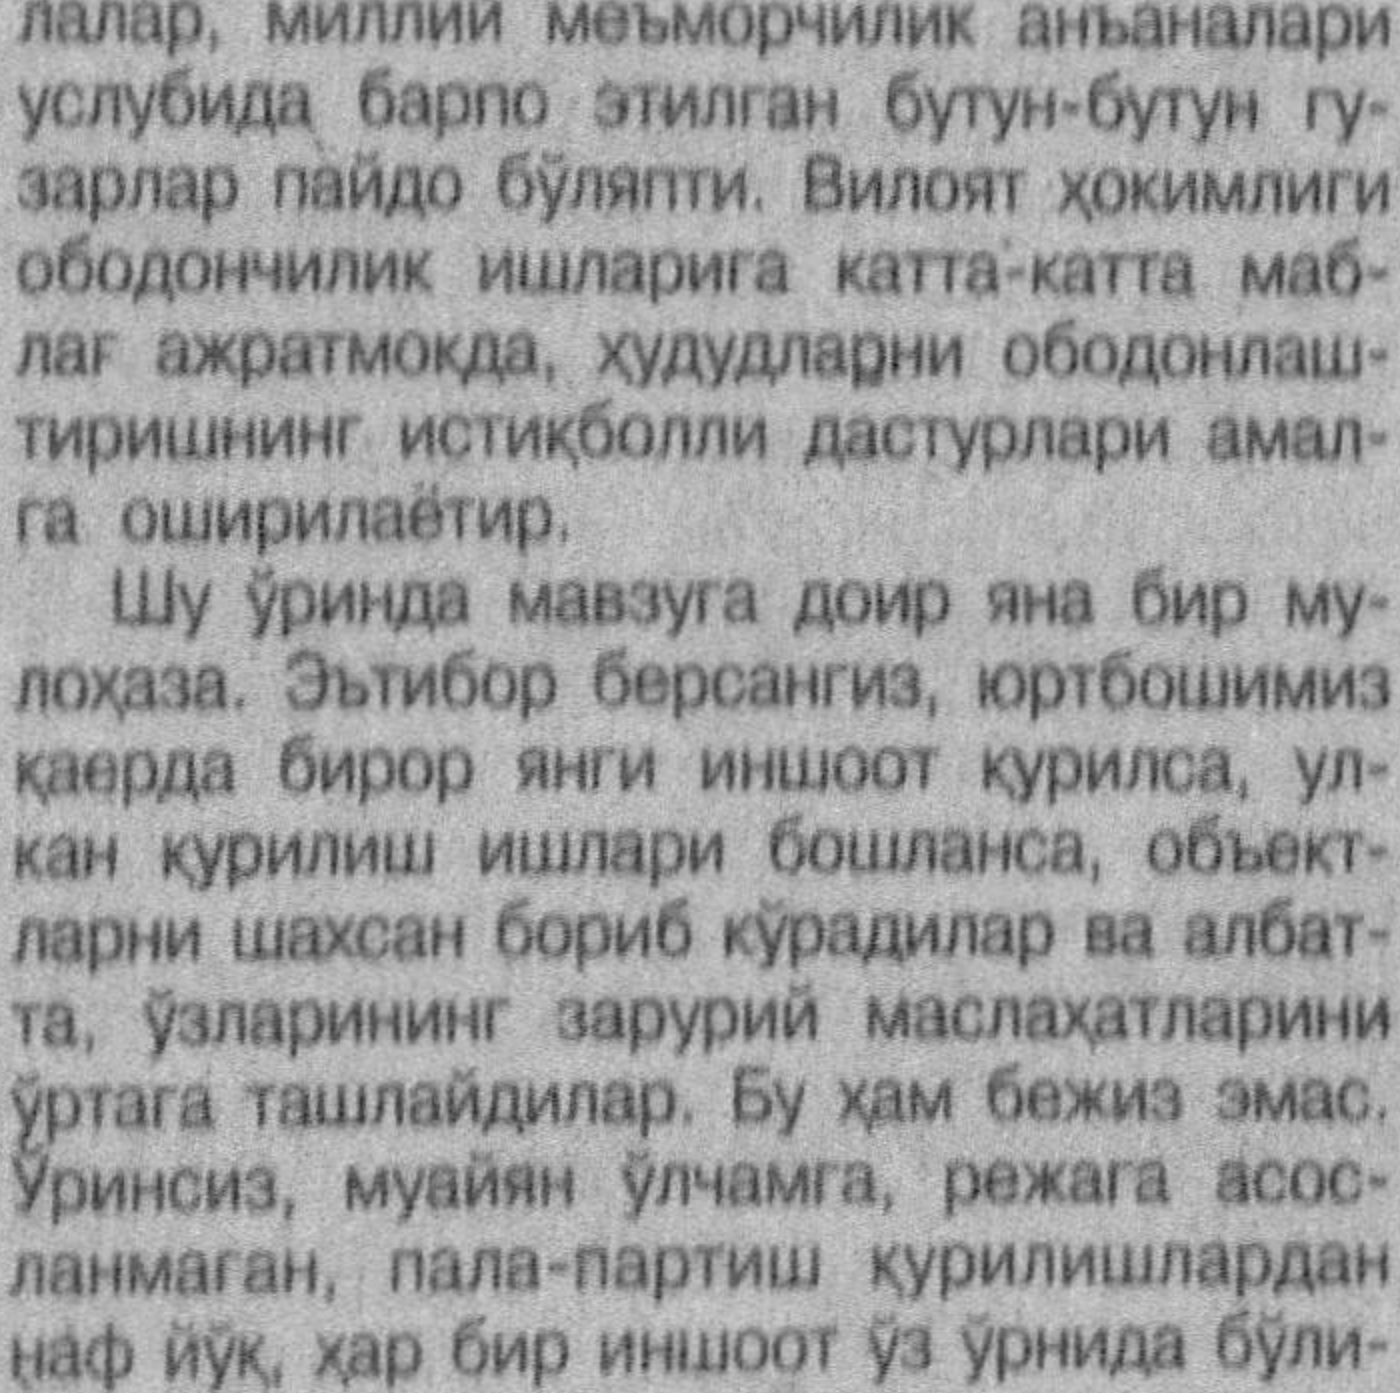 лалар, миллий меъморчилик анъаналари
услубида барпо этилган бутун-бутун гу-
зарлар пайдо бўляпти. Вилоят ҳокимлиги
ободончилик ишларига катта-катта маб-
лағ ажратмоқда, ҳудудларни ободонлаш-
тиришнинг истиқболли дастурлари амал-
га оширилаётир.
Шу ўринда мавзуга доир яна бир му-
лоҳаза. Эътибор берсангиз, юртбошимиз
қаерда бирор янги иншоот қурилса, ул-
кан қурилиш ишлари бошланса, объект-
ларни шахсан бориб кўрадилар ва албат-
та, ўзларининг зарурий маслаҳатларини
ўртага ташлайдилар. Бу ҳам бежиз эмас.
Ўринсиз, муайян ўлчамга, режага асос-
ланмаган, пала-партиш қурилишлардан
наф йўқ, ҳар бир иншоот ўз ўрнида бўли-